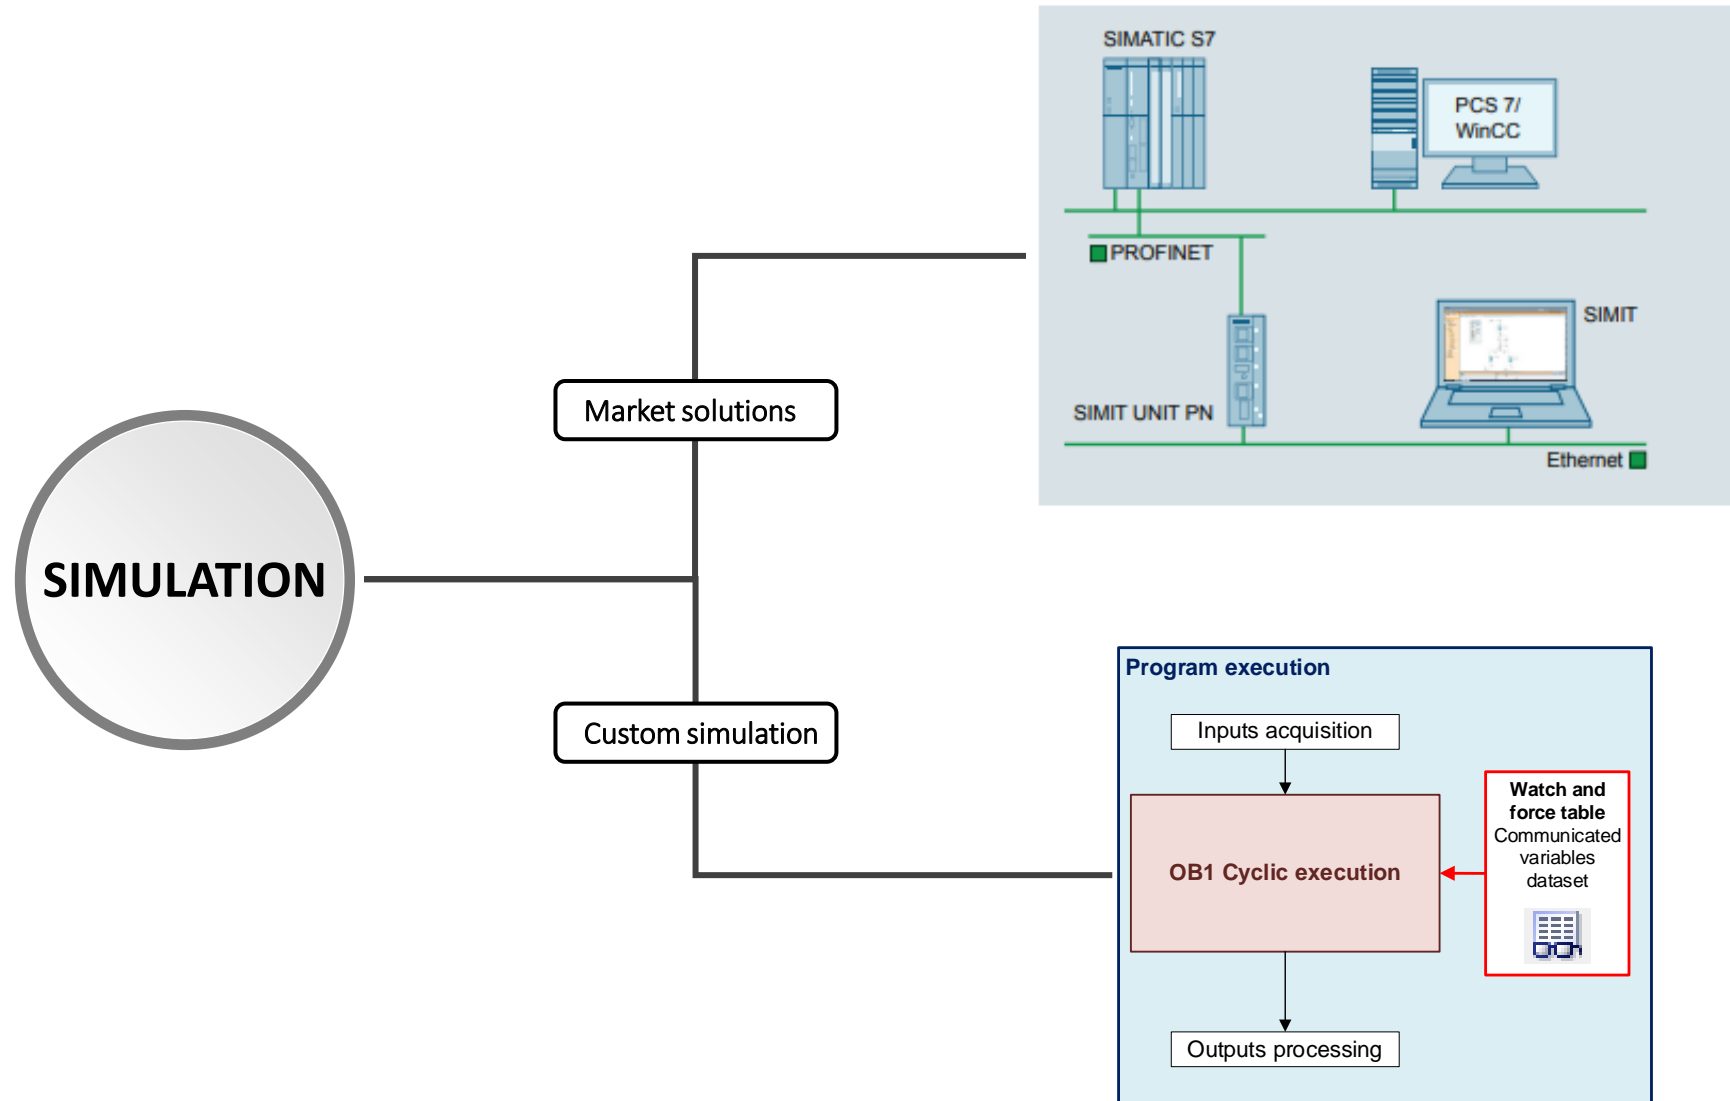 SIMULATION
Market solutions
Custom simulation
SIMATIC S7
PCS 7/
WinCC
PROFINET
SIMIT
SIMIT UNIT PN
Ethernet
Program execution
Inputs acquisition
OB1 Cyclic execution
Watch and
force table
Communicated
variables
dataset
Outputs processing